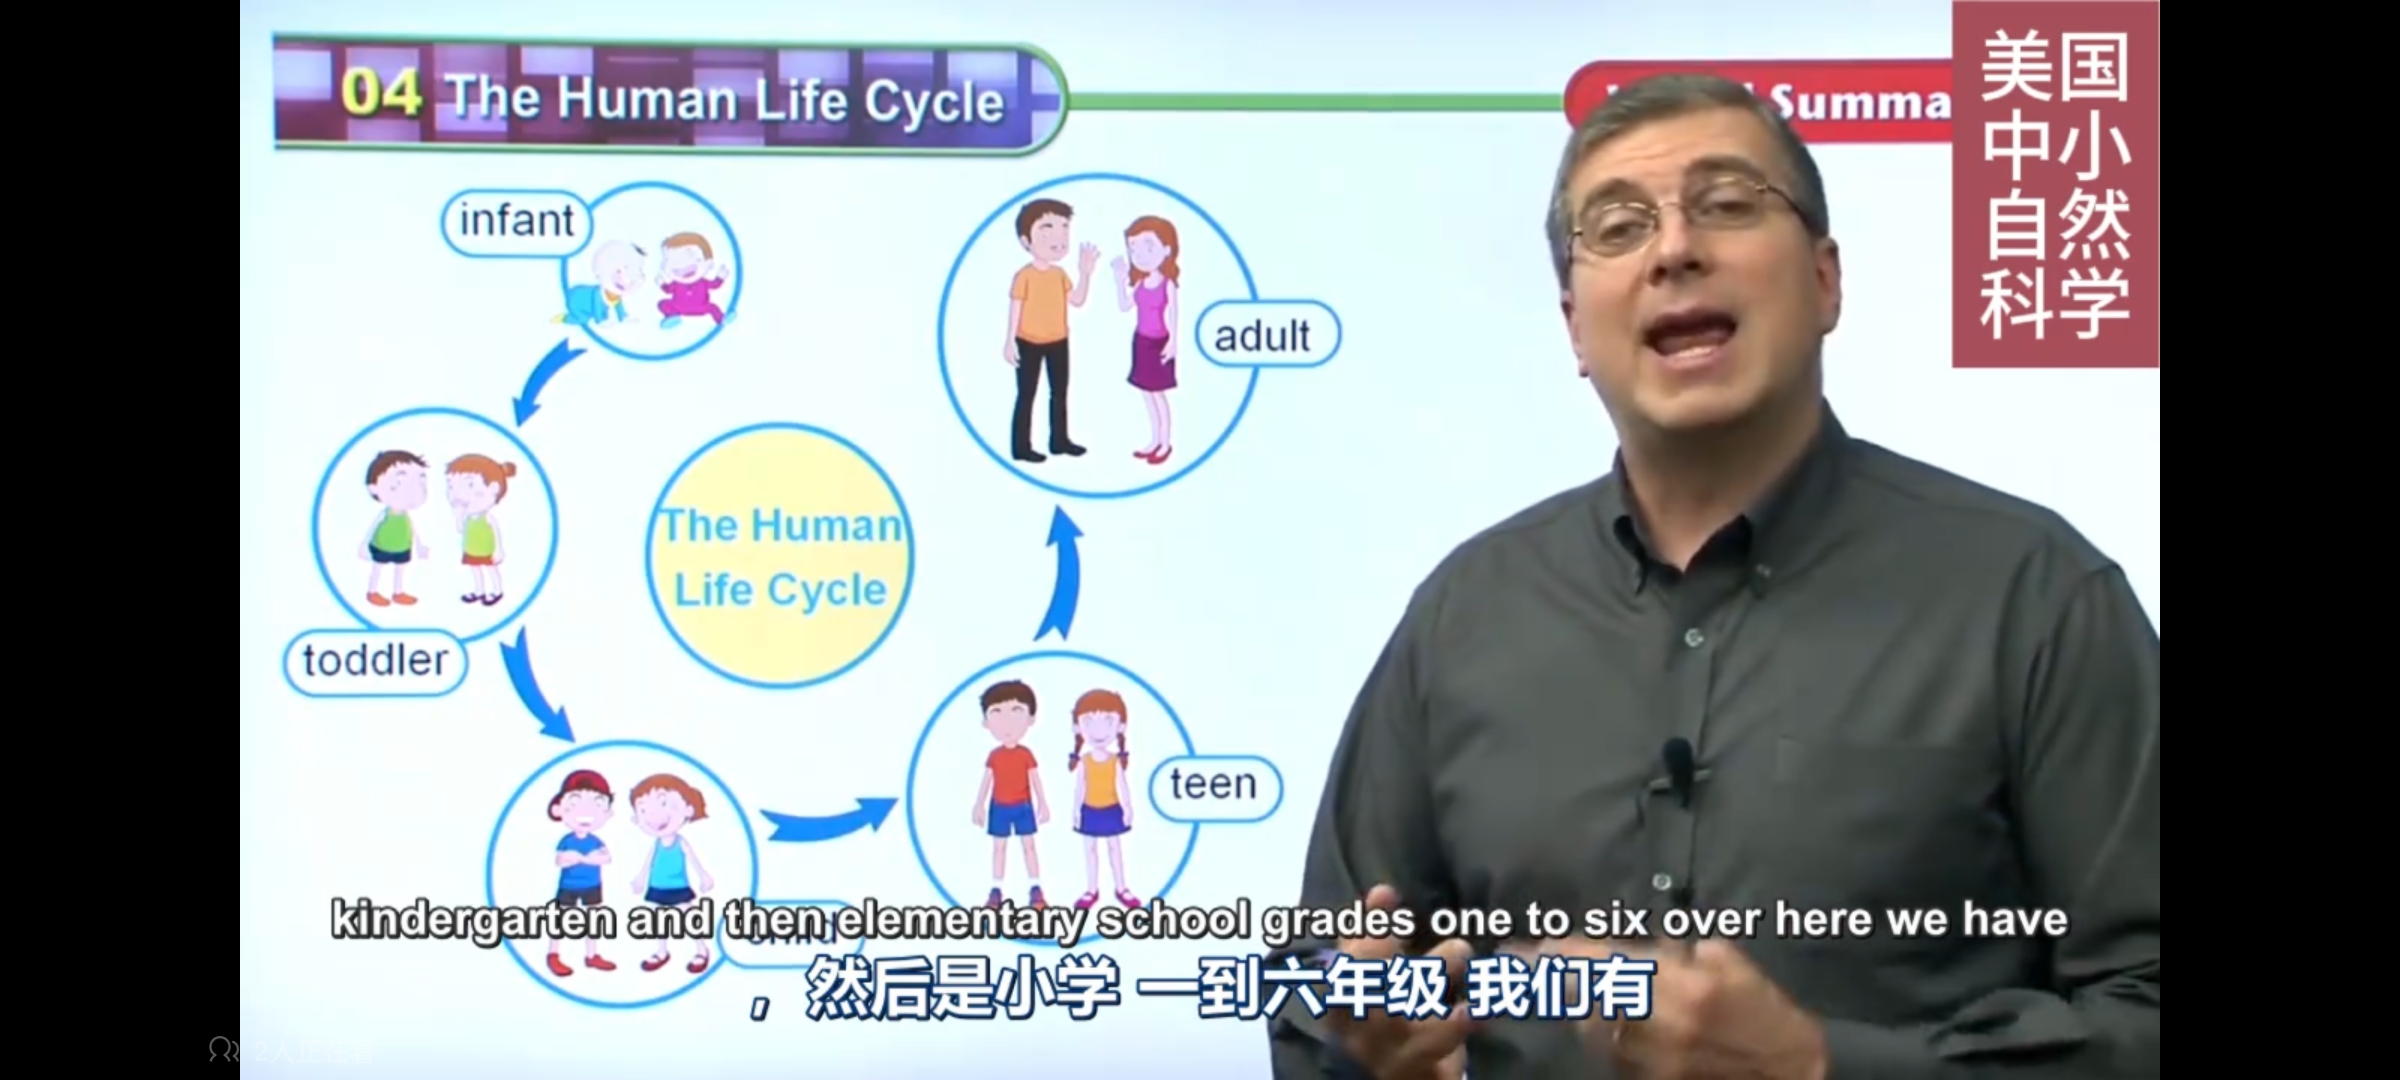 04 The Human Life Cycle
Summa
美国
中小
自然
科学
infant
adult
The Human
Life Cycle
toddler
teen
child
kindergarten and then elementary school grades one to six over here we have
，然后是小学 一到六年级 我们有